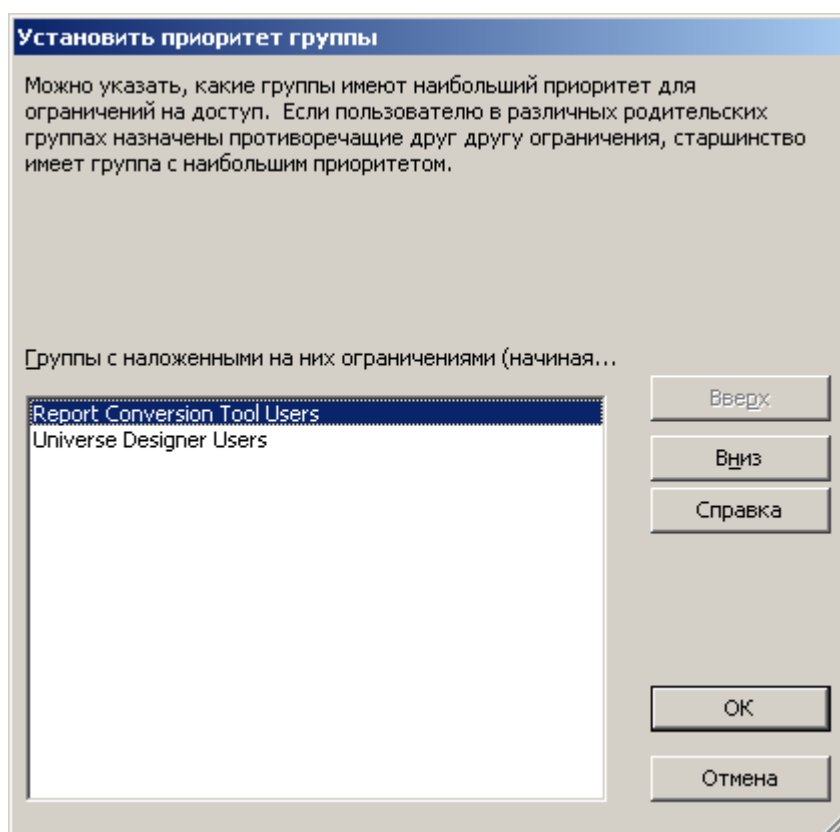 Установить приоритет группы
Можно указать, какие группы имеют наибольший приоритет для
ограничений на доступ.  Если пользователю в различных родительских
группах назначены противоречащие друг другу ограничения, старшинство
имеет группа с наибольшим приоритетом.
Группы с наложенными на них ограничениями (начиная...
Report Conversion Tool Users
Universe Designer Users
Вверх
Вниз
Справка
ОК
Отмена